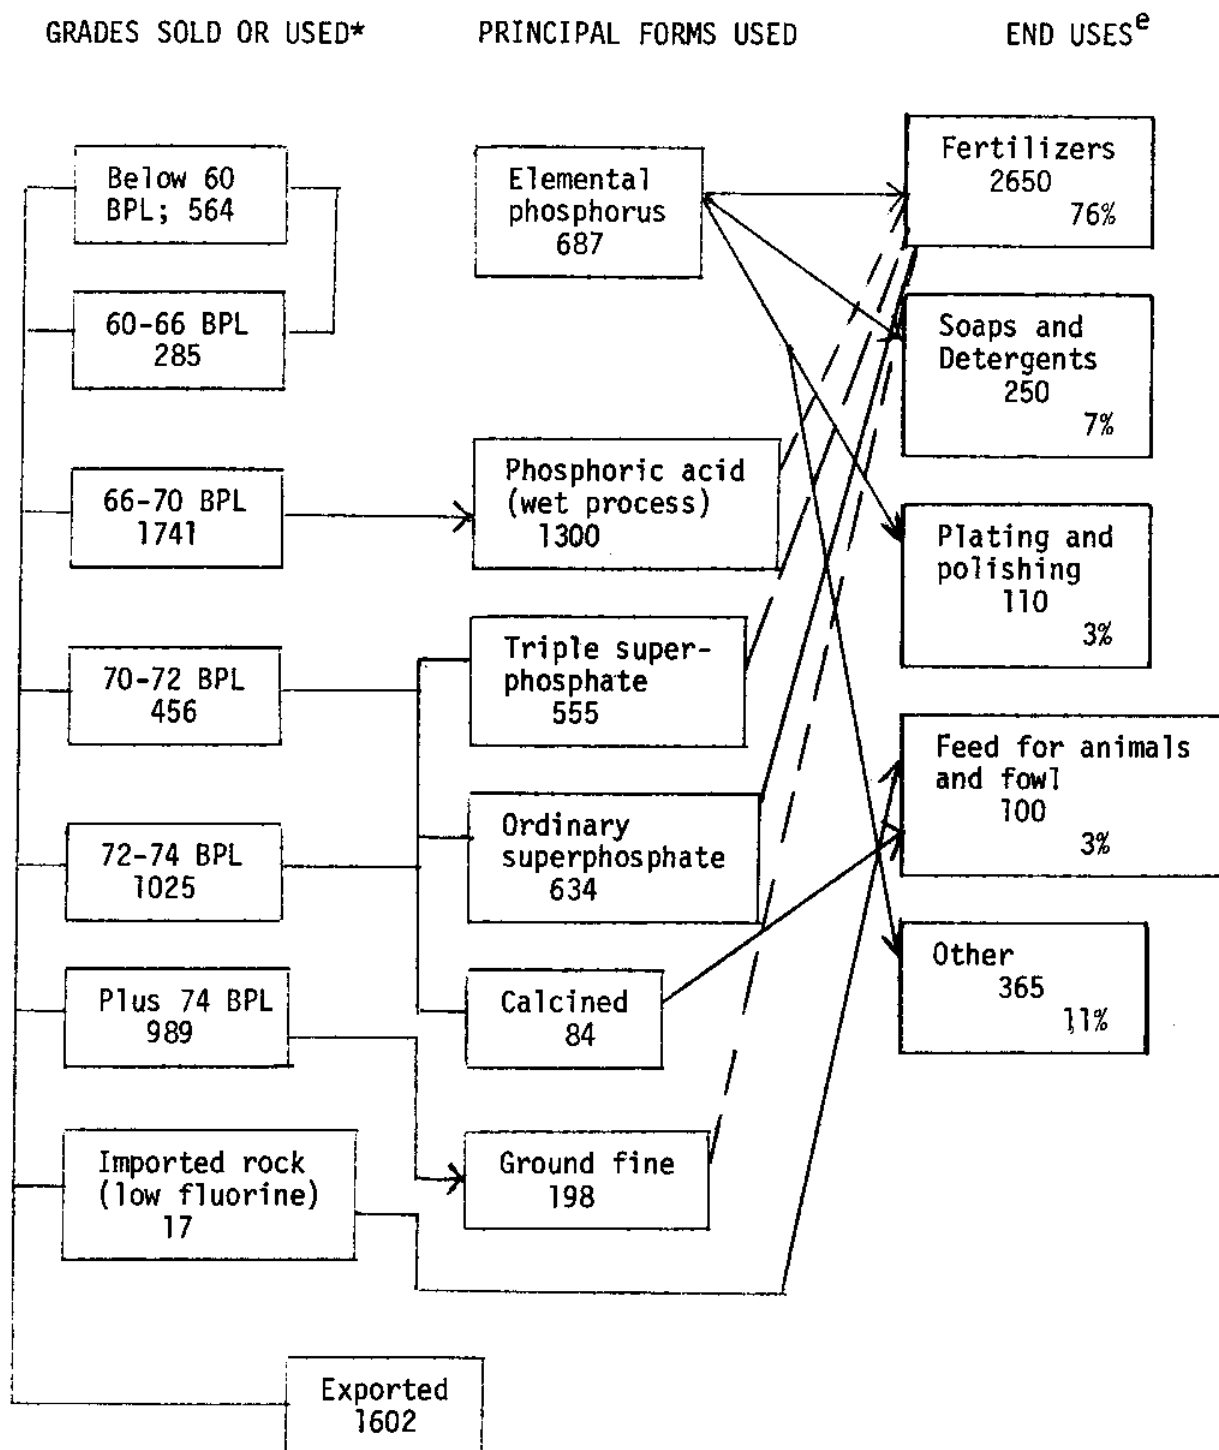 GRADES SOLD OR USED*
PRINCIPAL FORMS USED
END USESe
Below 60
BPL; 564
60-66 BPL
285
66-70 BPL
1741
70-72 BPL
456
72-74 BPL
1025
Plus 74 BPL
989
Imported rock
(low fluorine)
17
Exported
1602
Elemental
phosphorus
687
Phosphoric acid
(wet process)
1300
Triple super-
phosphate
555
Ordinary
superphosphate
634
Calcined
84
Ground fine
198
Fertilizers
2650
76%
Soaps and
Detergents
250
7%
Plating and
polishing
110
3%
Feed for animals
and fowl
100
3%
Other
365
11%